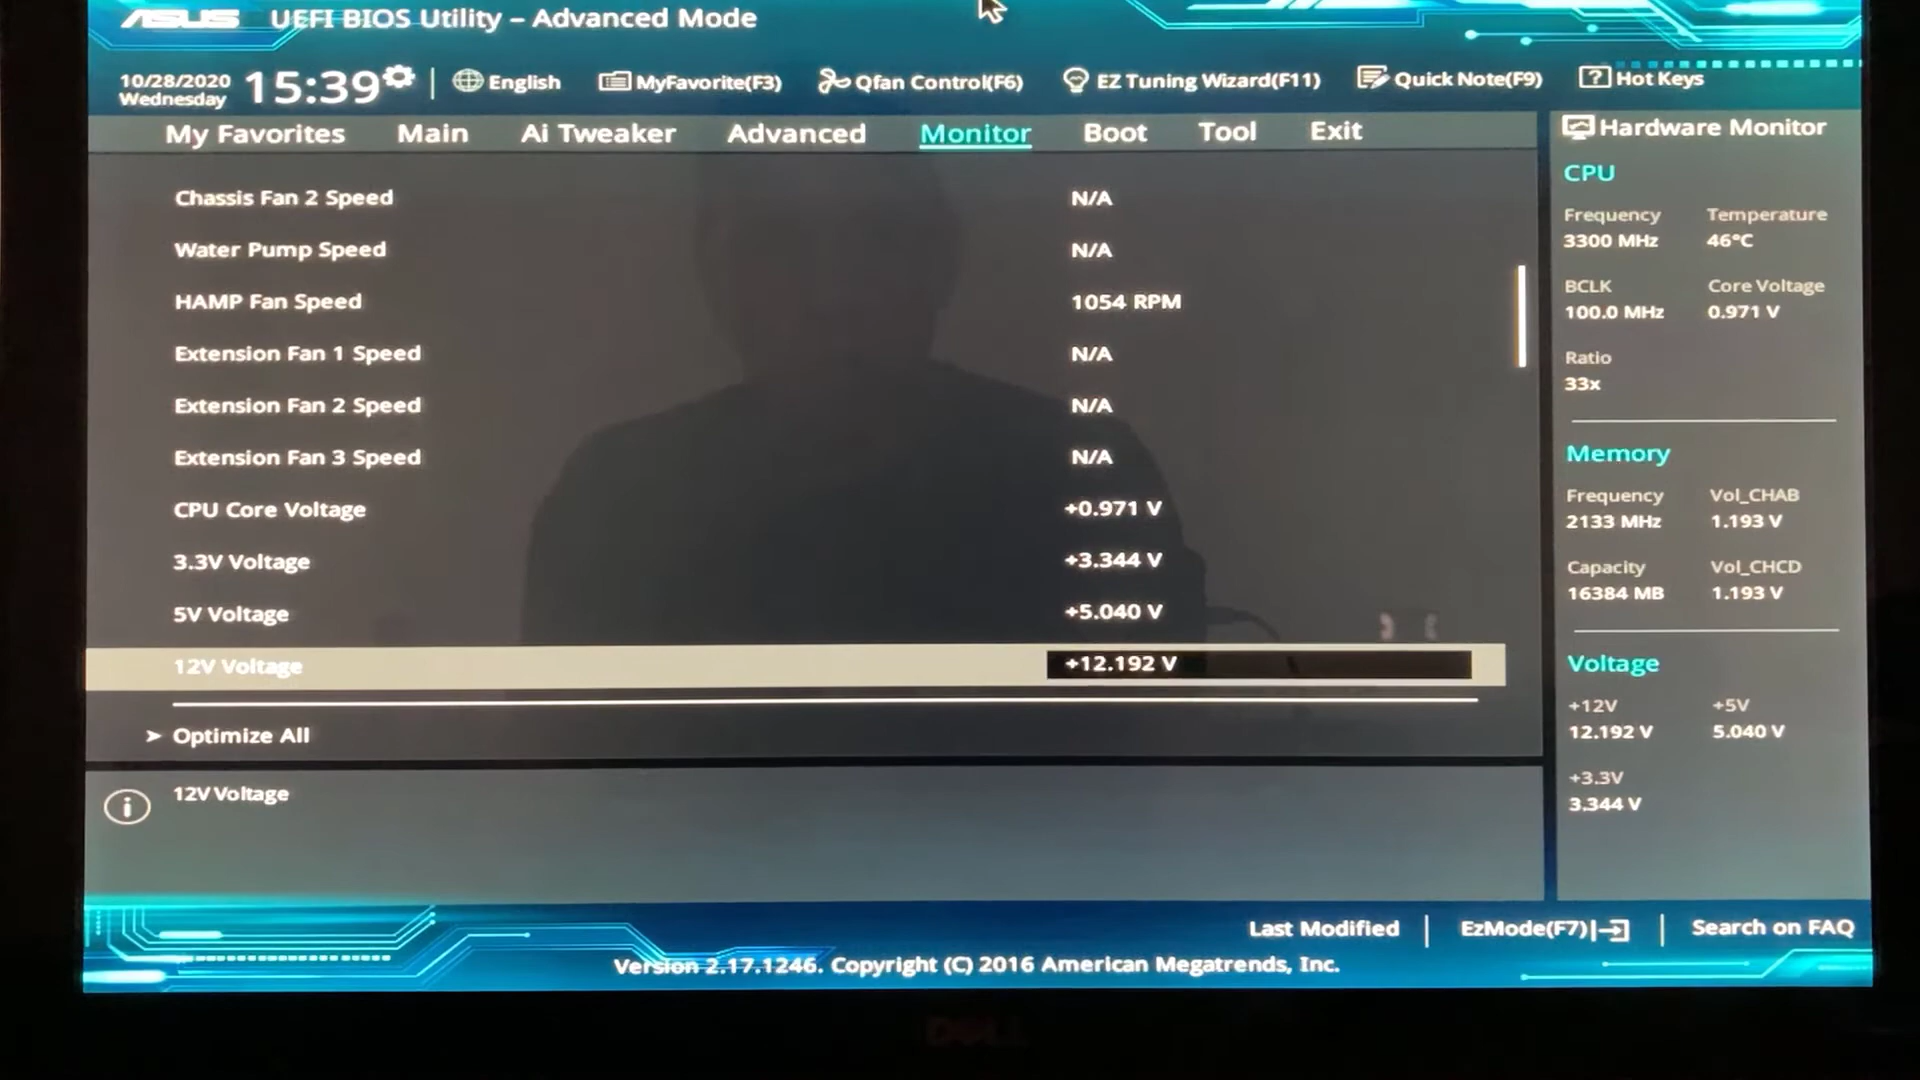 ASUS UEFI BIOS Utility – Advanced Mode
10/28/2020 15:39 English MyFavorite(F3) Qfan Control(F6) EZ Tuning Wizard(F11) Quick Note(F9) ? Hot Keys
Wednesday
My Favorites Main Ai Tweaker Advanced Monitor Boot Tool Exit
Chassis Fan 2 Speed N/A
Water Pump Speed N/A
HAMP Fan Speed 1054 RPM
Extension Fan 1 Speed N/A
Extension Fan 2 Speed N/A
Extension Fan 3 Speed N/A
CPU Core Voltage +0.971 V
3.3V Voltage +3.344 V
5V Voltage +5.040 V
12V Voltage +12.192 V
> Optimize All
i 12V Voltage
Hardware Monitor
CPU
Frequency Temperature
3300 MHz 46°C
BCLK Core Voltage
100.0 MHz 0.971 V
Ratio
33x
Memory
Frequency Vol_CHAB
2133 MHz 1.193 V
Capacity Vol_CHCD
16384 MB 1.193 V
Voltage
+12V +5V
12.192 V 5.040 V
+3.3V
3.344 V
Last Modified EzMode(F7) Search on FAQ
Version 2.17.1246. Copyright (C) 2016 American Megatrends, Inc.
DELL